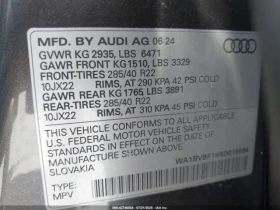 MFD BY AUDI AG 06 24
GVWR KG 2935, LBS 6471
GAWR FRONT KG1510, LBS 3329
FRONT-TIRES 285/40 R22
10JX22 RIMS, AT 290 KPA 42 PSI COLD
GAWR REAR KG 1765, LBS 3891
REAR-TIRES 285/40 R22
10JX22 RIMS, AT 310 KPA 45 PSI COLD
THIS VEHICLE CONFORMS TO ALL APPLICABLE
U.S. FEDERAL MOTOR VEHICLE SAFETY STANDARDS
IN EFFECT ON THE DATE OF MANUFACTURE
SHOWN ABOVE.
SLOVAKIA
TYPE:
MPV